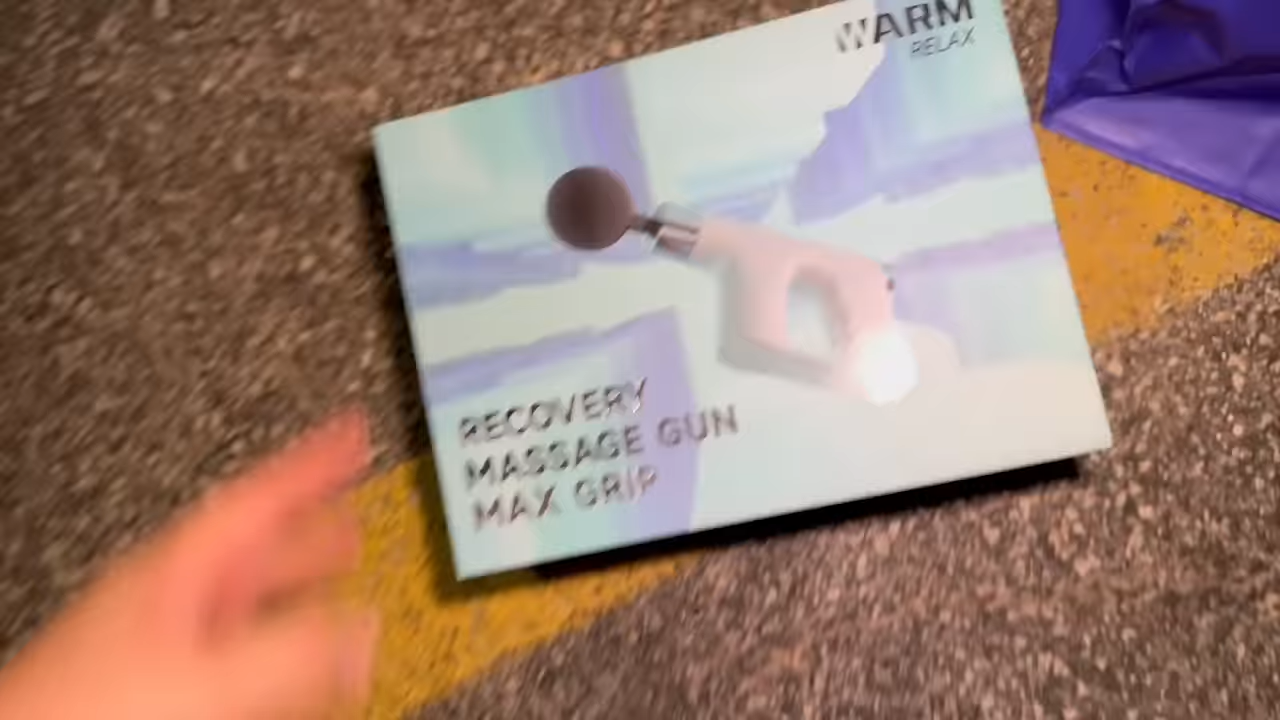 WARM
RELAX
RECOVERY
MASSAGE GUN
MAX GRIP